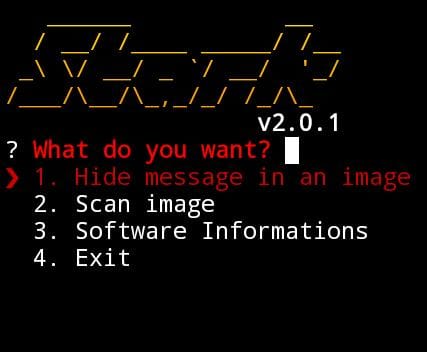 Stark
v2.0.1
? What do you want?
❯ 1. Hide message in an image
2. Scan image
3. Software Informations
4. Exit